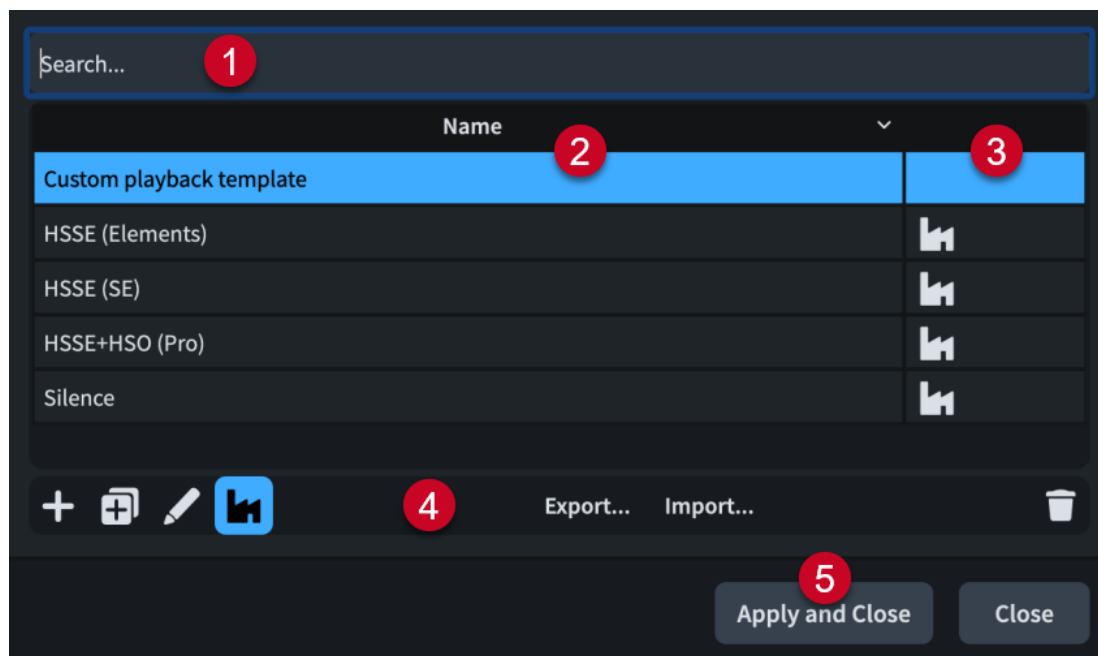 Search... 1
Name
2
3
Custom playback template
HSSE (Elements)
HSSE (SE)
HSSE+HSO (Pro)
Silence
4 Export... Import...
5
Apply and Close Close